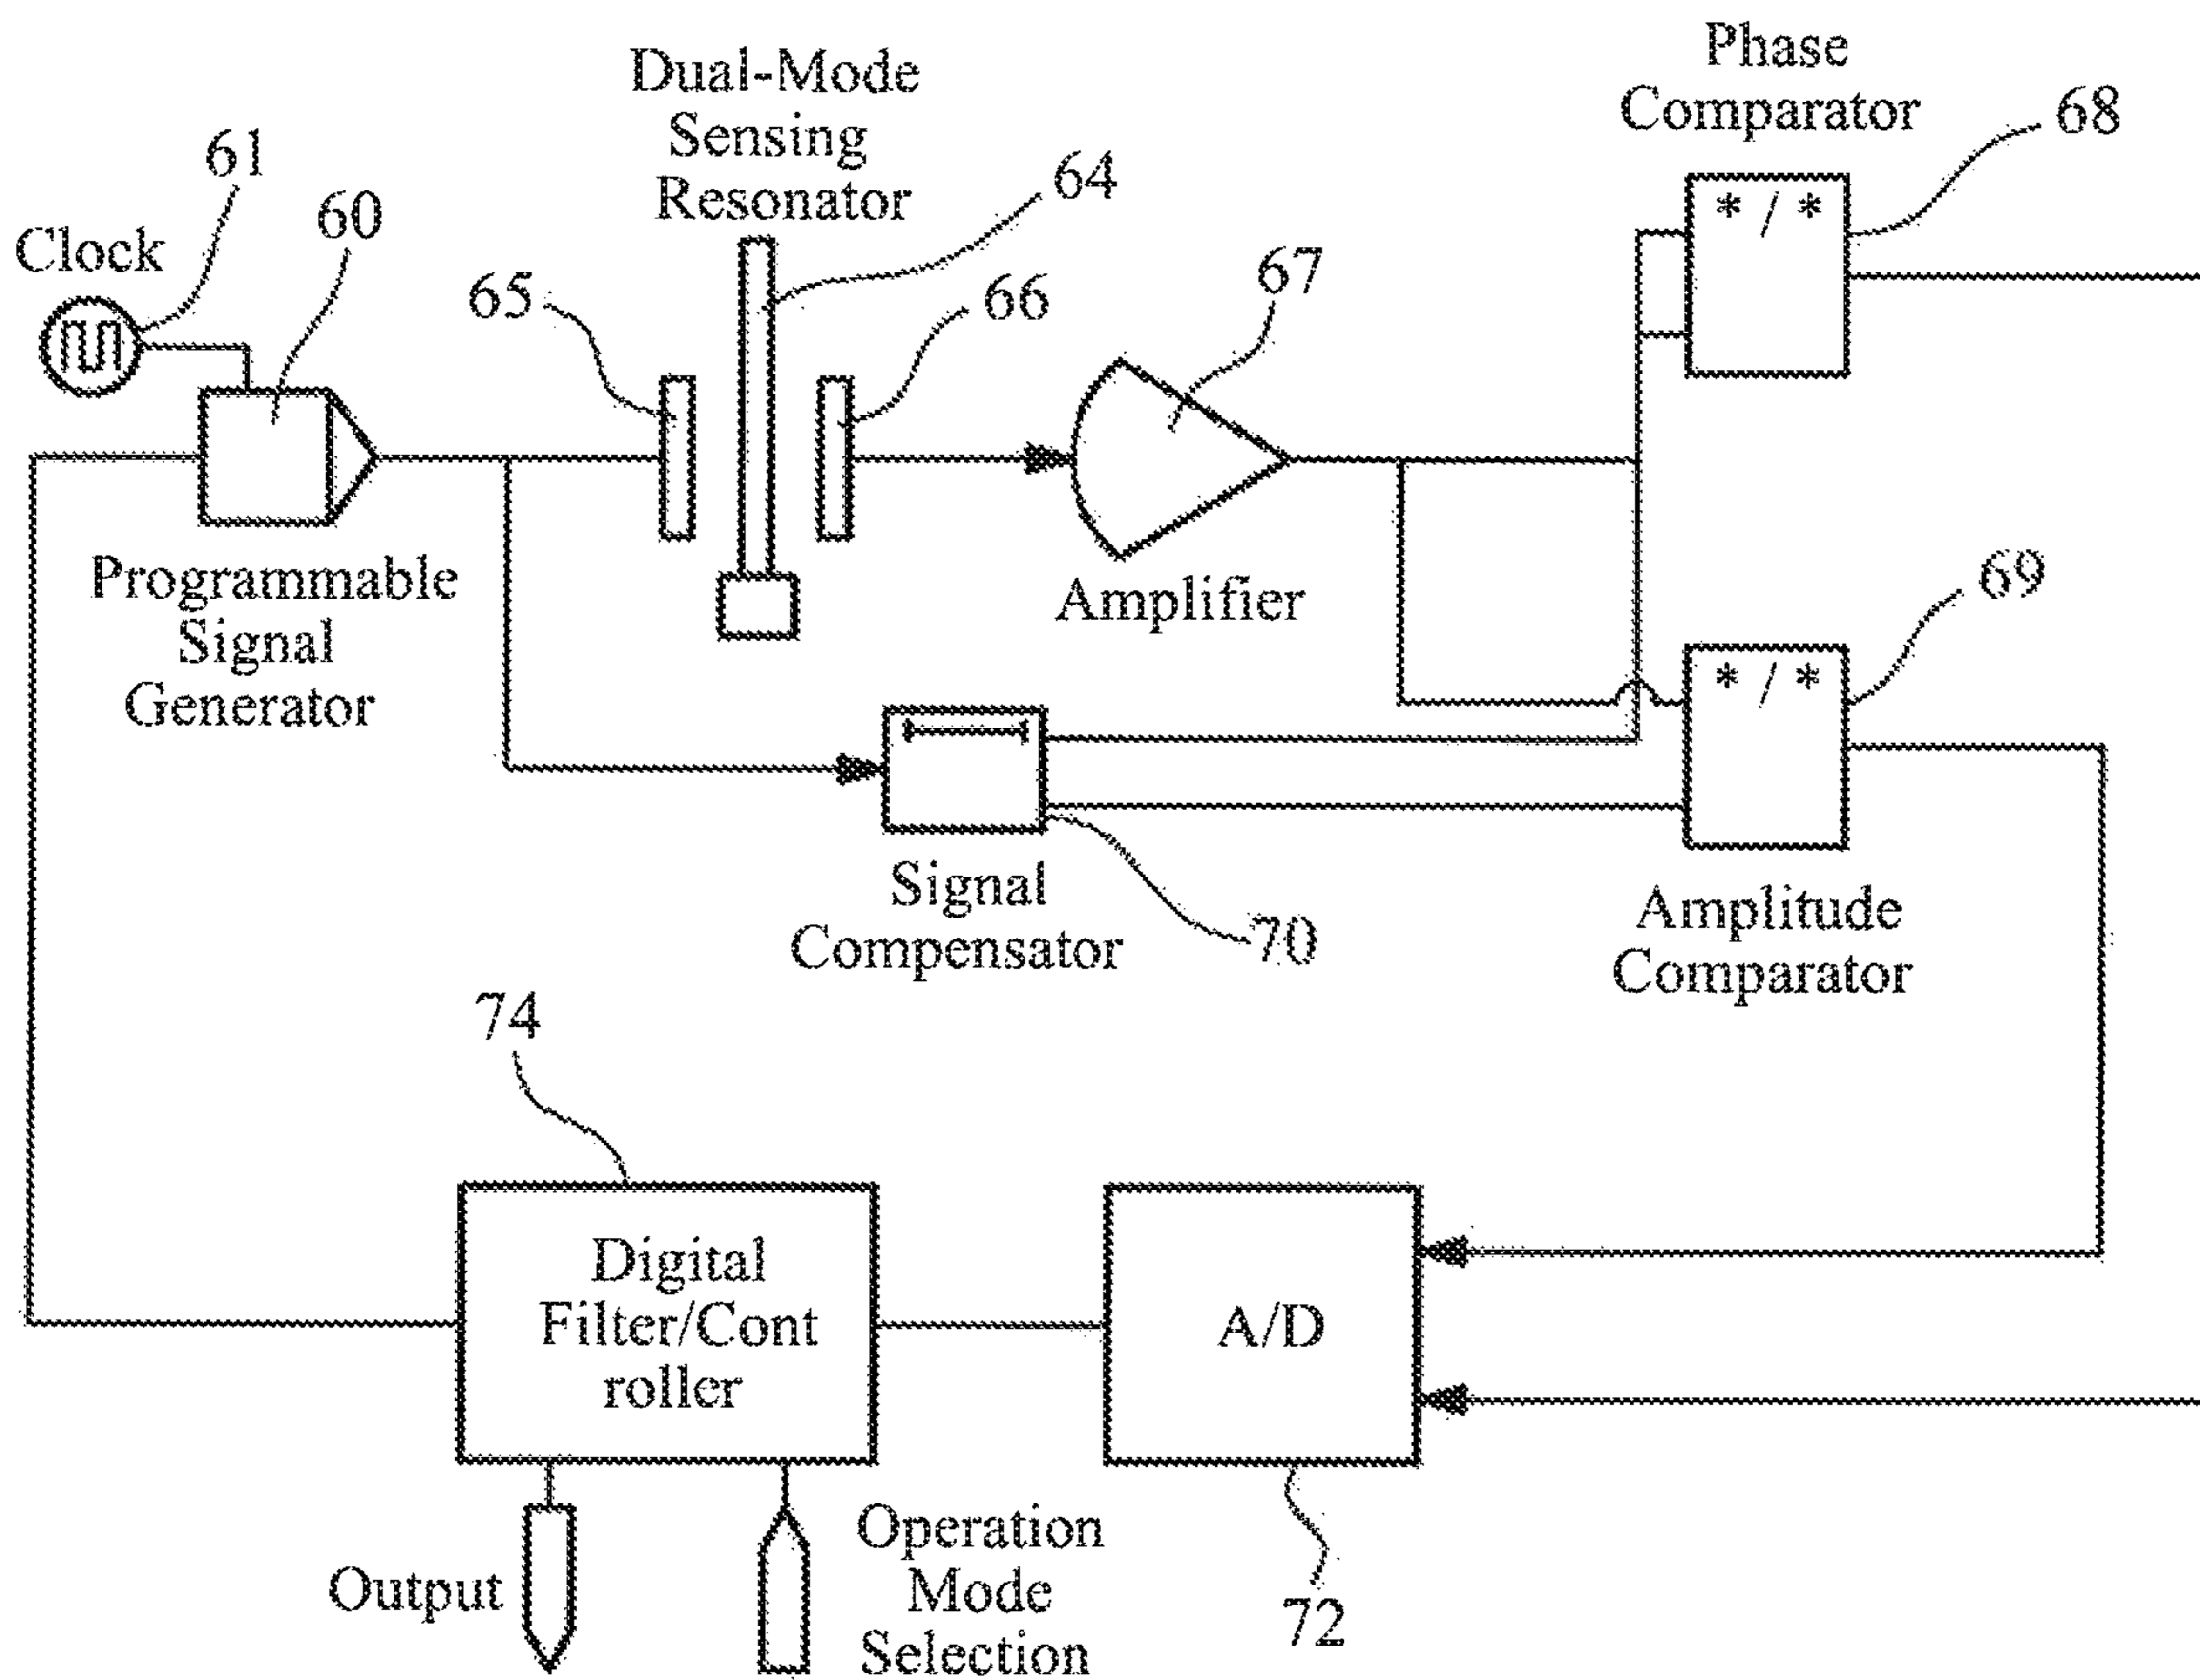 Phase
Comparator
68
Dual-Mode
Sensing
Resonator
64
61
60
Clock
65
66
67
* / *
Programmable
Signal
Generator
Amplifier
69
* / *
Signal
Compensator
70
Amplitude
Comparator
74
Digital
Filter/Cont
roller
A/D
Output
Operation
Mode
Selection
72